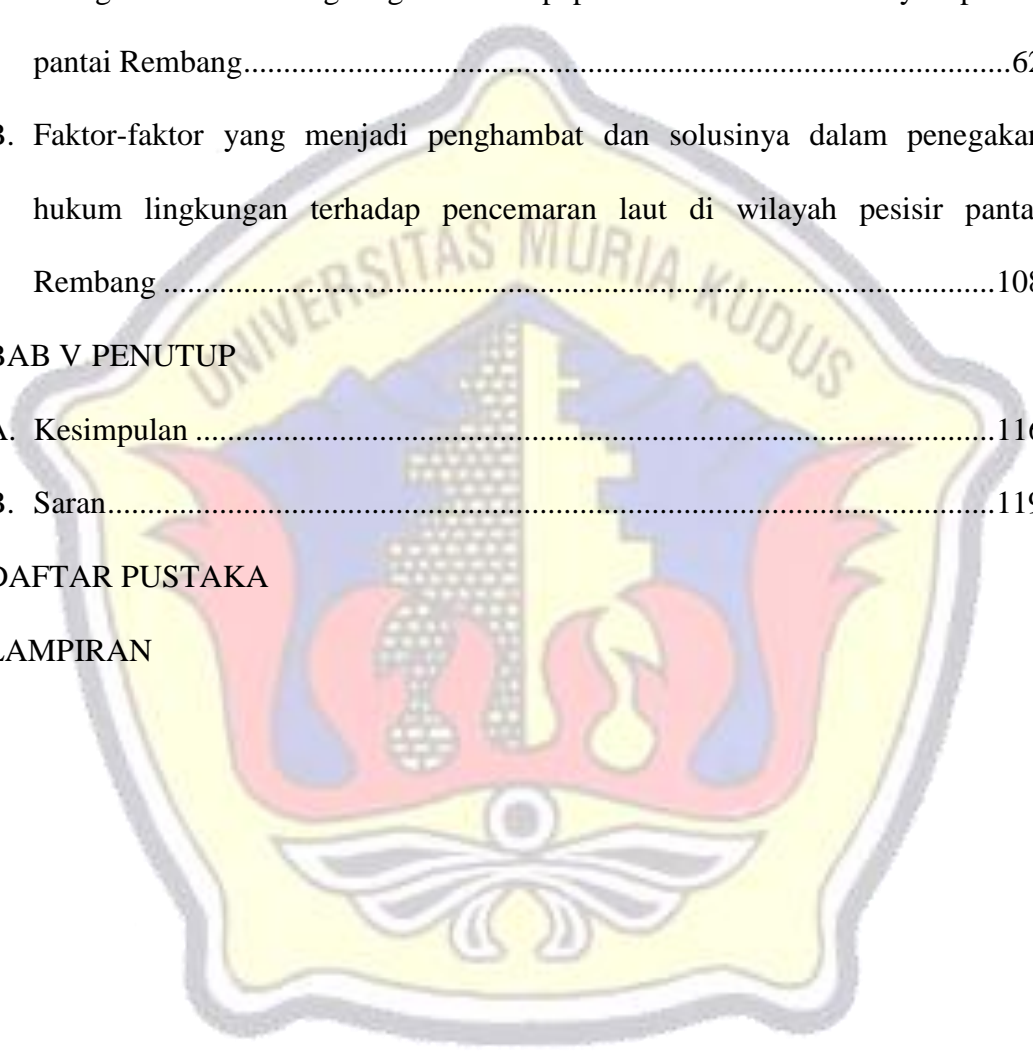 pantai Rembang.................................................................................................62
B. Faktor-faktor yang menjadi penghambat dan solusinya dalam penegakan
hukum lingkungan terhadap pencemaran laut di wilayah pesisir pantai
Rembang ........................................................................................................108
BAB V PENUTUP
A. Kesimpulan ....................................................................................................116
B. Saran...............................................................................................................119
DAFTAR PUSTAKA
LAMPIRAN
UNIVERSITAS MURIA KUDUS